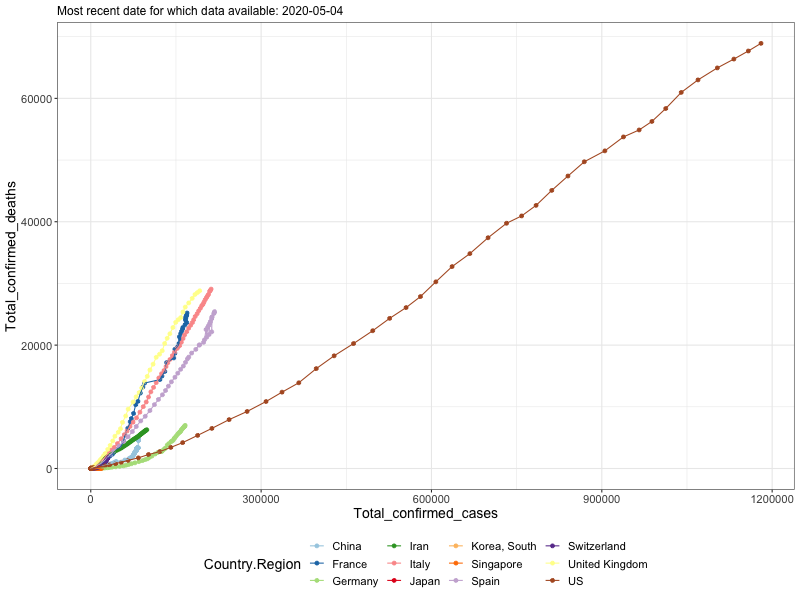 Most recent date for which data available: 2020-05-04
Total_confirmed_deaths
60000
40000
20000
0
0
300000
600000
900000
1200000
Total_confirmed_cases
Country.Region
China
Iran
Korea, South
Switzerland
France
Italy
Singapore
United Kingdom
Germany
Japan
Spain
US